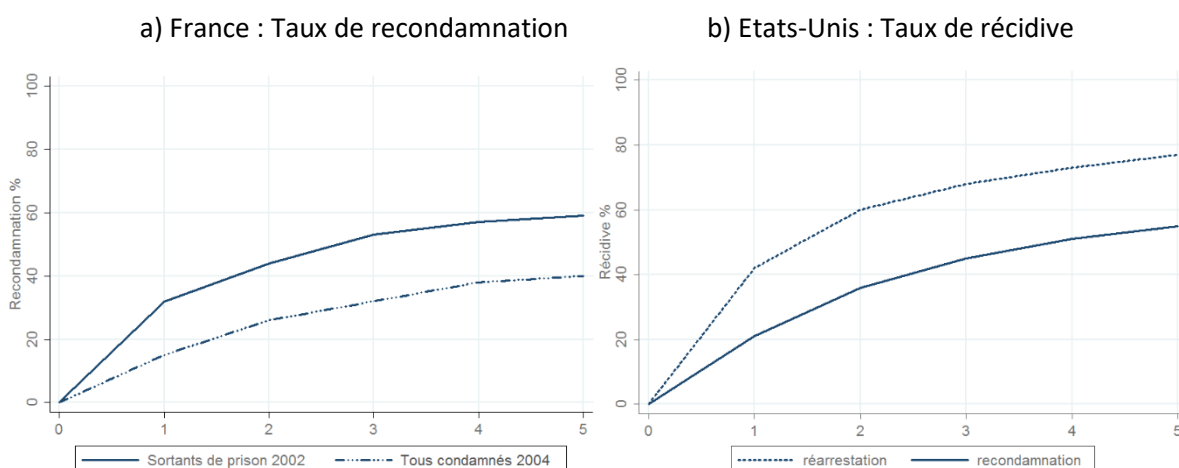 a) France : Taux de recondamnation
b) Etats-Unis : Taux de récidive
Recondamnation %
100
80
60
40
20
0
0 1 2 3 4 5
Sortants de prison 2002 Tous condamnés 2004
Récidive %
100
80
60
40
20
0
0 1 2 3 4 5
réarrestation recondamnation